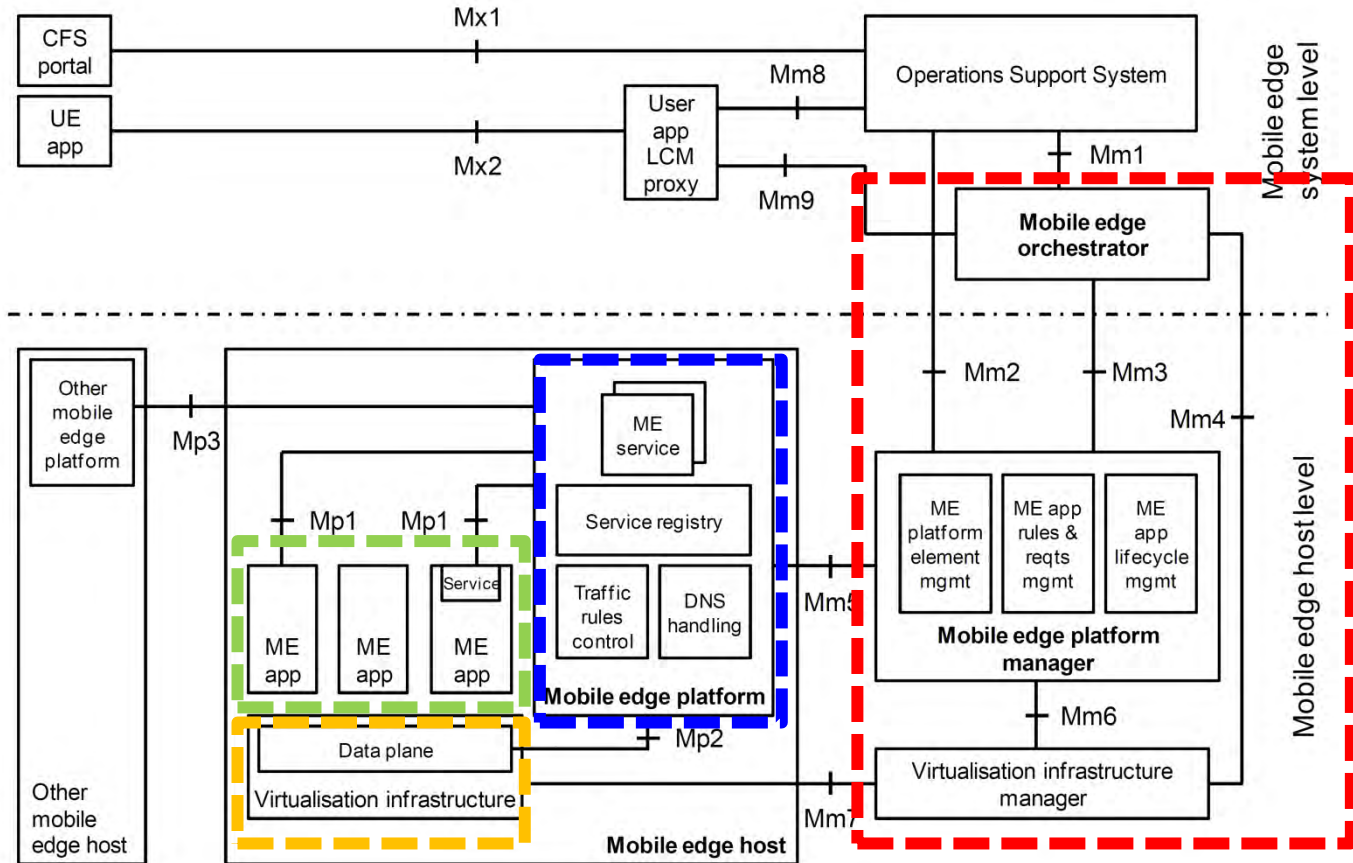 Mx1
CFS
portal
Operations Support System
Mm8
UE
app
User
app
LCM
proxy
Mx2
Mm9
Mm1
Mobile edge
system level
Mobile edge
orchestrator
Other
mobile
edge
platform
Mp3
ME
service
Mm2
Mm3
Mm4
Mp1
Mp1
Service registry
ME
platform
element
mgmt
ME app
rules &
reqts
mgmt
ME
app
lifecycle
mgmt
Mobile edge host level
Service
ME
app
ME
app
ME
app
Traffic
rules
control
DNS
handling
Mm5
Mobile edge platform
manager
Mobile edge platform
Mp2
Mm6
Data plane
Virtualisation infrastructure
Virtualisation infrastructure
manager
Mm7
Other
mobile
edge host
Mobile edge host